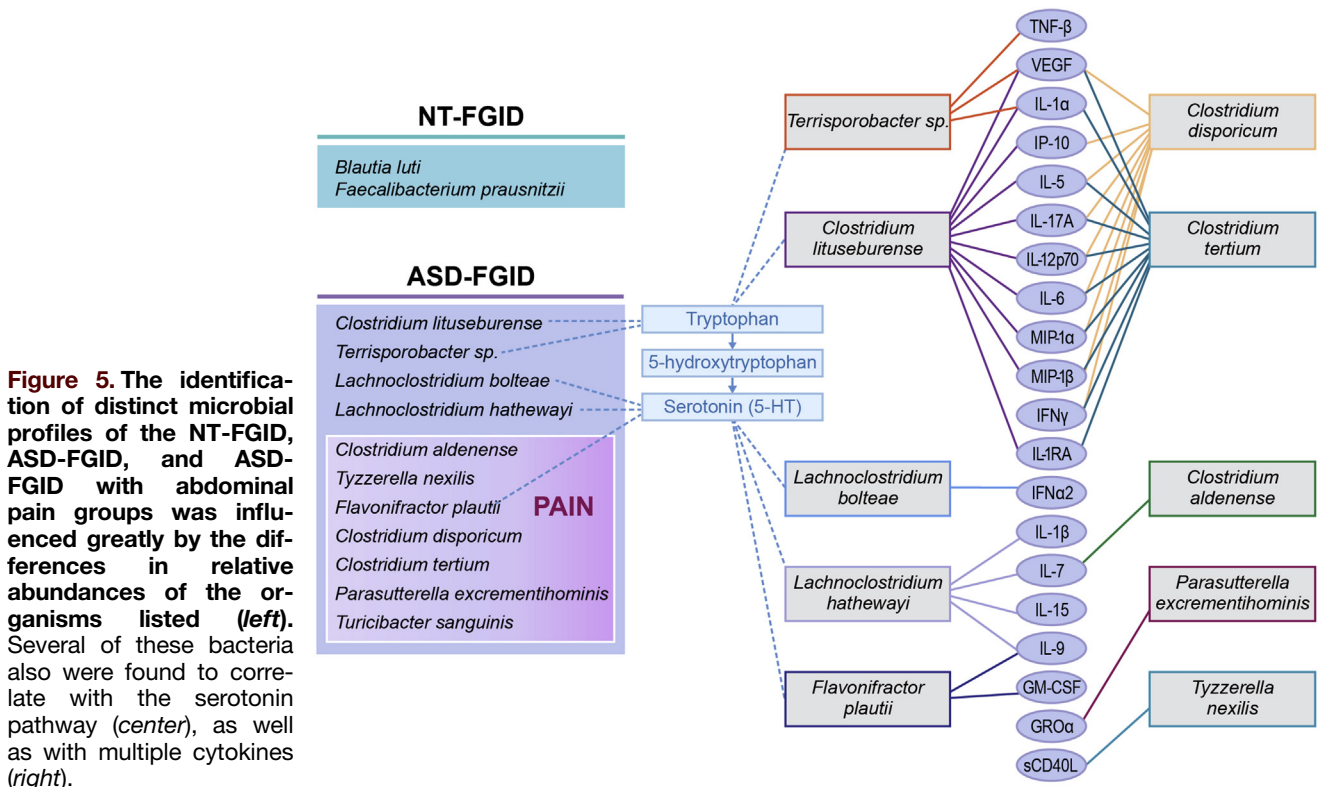 Figure 5. The identifica-
tion of distinct microbial
profiles of the NT-FGID,
ASD-FGID, and ASD-
FGID with abdominal
pain groups was influ-
enced greatly by the dif-
ferences in relative
abundances of the or-
ganisms listed (left).
Several of these bacteria
also were found to corre-
late with the serotonin
pathway (center), as well
as with multiple cytokines
(right).
NT-FGID
Blautia luti
Faecalibacterium prausnitzii
ASD-FGID
Clostridium lituseburense
Terrisporobacter sp.
Lachnoclostridium bolteae
Lachnoclostridium hathewayi
Clostridium aldenense
Tyzzerella nexilis
Flavonifractor plautii
PAIN
Clostridium disporicum
Clostridium tertium
Parasutterella excrementihominis
Turicibacter sanguinis
Tryptophan
5-hydroxytryptophan
Serotonin (5-HT)
Terrisporobacter sp.
Clostridium
lituseburense
Lachnoclostridium
bolteae
Lachnoclostridium
hathewayi
Flavonifractor
plautii
TNF-β
VEGF
IL-1α
IP-10
IL-5
IL-17A
IL-12p70
IL-6
MIP-1α
MIP-1β
IFNγ
IL-1RA
IFNα2
IL-1β
IL-7
IL-15
IL-9
GM-CSF
GROα
sCD40L
Clostridium
disporicum
Clostridium
tertium
Clostridium
aldenense
Parasutterella
excrementihominis
Tyzzerella
nexilis